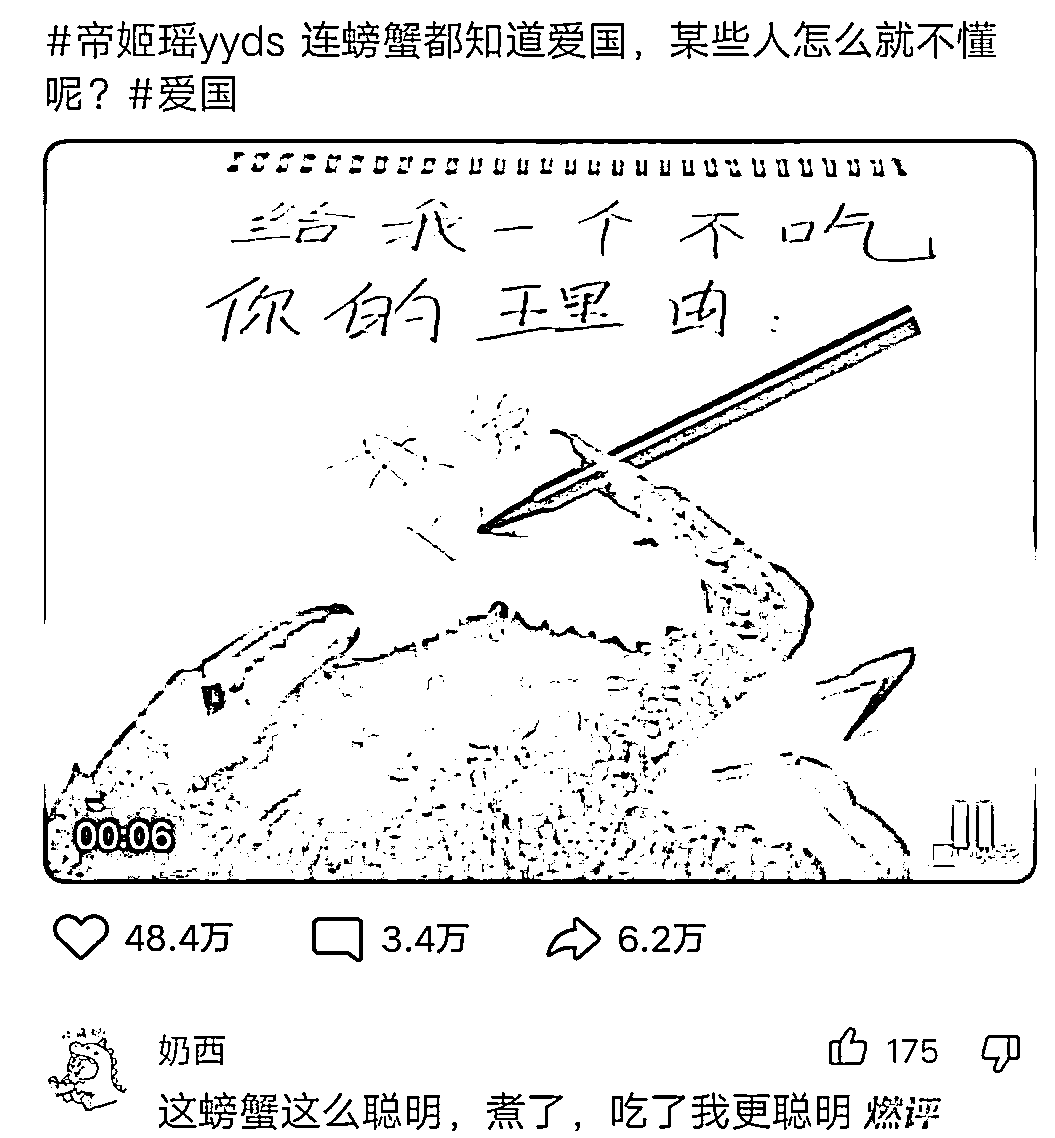 #帝姬瑶yyds 连螃蟹都知道爱国，某些人怎么就不懂
呢？#爱国
给我一个不吃
你的理由：
00:06
48.4万 3.4万 6.2万
奶西 175
这螃蟹这么聪明，煮了，吃了我更聪明 燃评